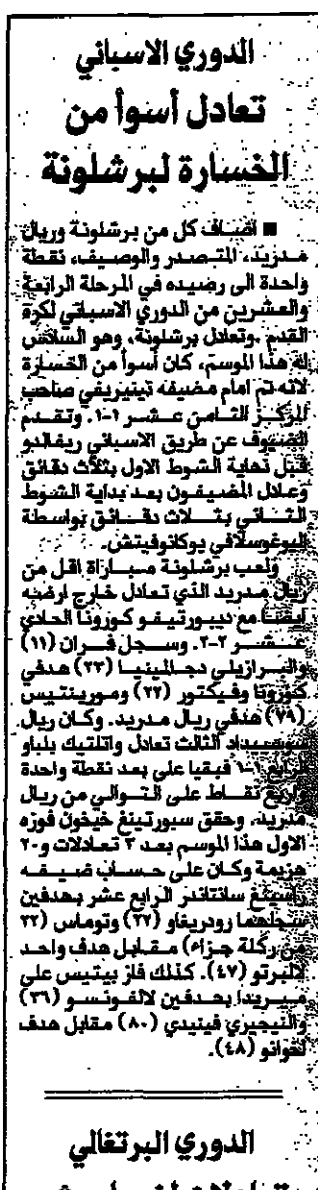 الدوري الاسباني
تعادل أسوأ من
الخسارة لبرشلونة
■ اضاف كل من برشلونة وريال
مدريد، المتصدر والوصيف، نقطة
واحدة الى رصيده في المرحلة الرابعة
والعشرين من الدوري الاسباني لكرة
القدم. وتعادل برشلونة، وهو السادس
له هذا الموسم، كان أسوأ من الخسارة
لانه تم امام مضيفه تينيريفي صاحب
المركز الثامن عشر ١-١. وتقدم
الضيوف عن طريق الاسباني ريفالدو
قبل نهاية الشوط الاول بثلاث دقائق
وعادل المضيفون بعد بداية الشوط
الثاني بثلاث دقائق بواسطة
اليوغوسلافي يوكانوفيتش.
ولعب برشلونة مباراة اقل من
ريال مدريد الذي تعادل خارج ارضه
ايضا مع ديبورتيفو كورونا الحادي
عشر ٢-٢. وسجل فران (١١)
والبرازيلي دجالمينيا (٢٣) هدفي
كورونا وفيكتور (٢٢) ومورينتيس
(٧٩) هدفي ريال مدريد. وكان ريال
سوسييداد الثالث تعادل واتلتيك بلباو
الرابع ١-١ فبقيا على بعد نقطة واحدة
واربع نقاط على التوالي من ريال
مدريد. وحقق سبورتينغ خيخون فوزه
الاول هذا الموسم بعد ٣ تعادلات و٢٠
هزيمة وكان على حساب ضيفه
راسينغ سانتاندر الرابع عشر بهدفين
سجلهما رودريغاو (٢٢) وتوماس (٣٢
من ركلة جزاء) مقابل هدف واحد
لالبرتو (٤٧). كذلك فاز بيتيس على
ميريدا بهدفين لالفونسو (٣٦)
والنيجيري فينيدي (٨٠) مقابل هدف
لخوانو (٤٨).
الدوري البرتغالي